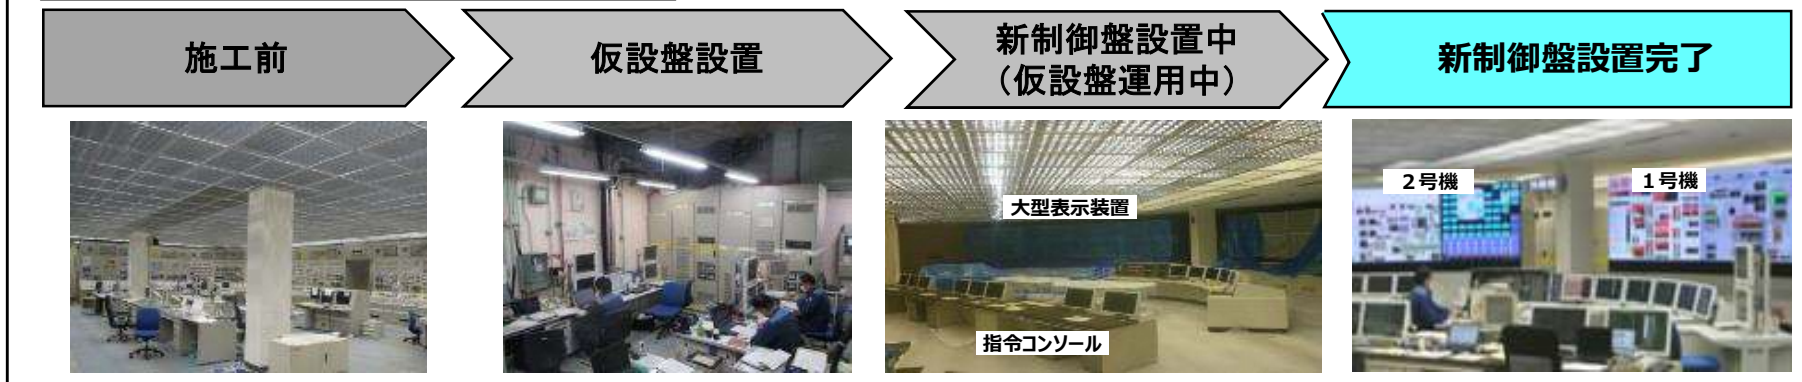 施工前
仮設盤設置
新制御盤設置中
（仮設盤運用中）
新制御盤設置完了
大型表示装置
指令コンソール
２号機
１号機